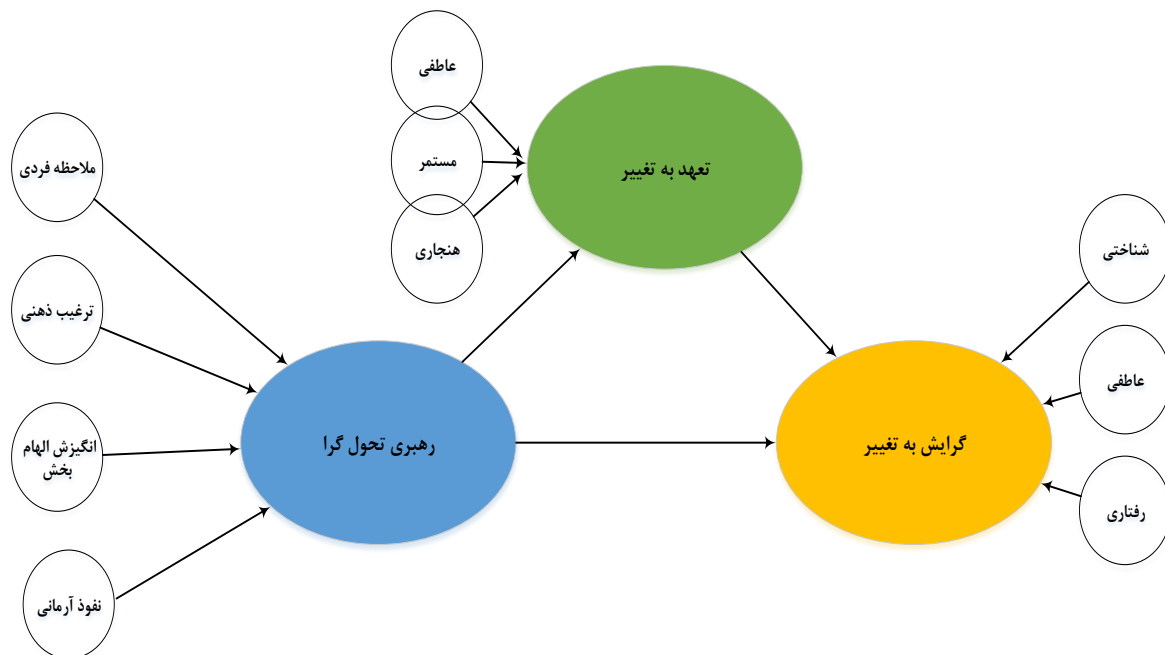 عاطفی
مستمر
هنجاری
تعهد به تغییر
ملاحظه فردی
ترغیب ذهنی
انگیزش الهام
بخش
نفوذ آرمانی
رهبری تحول گرا
گرایش به تغییر
شناختی
عاطفی
رفتاری